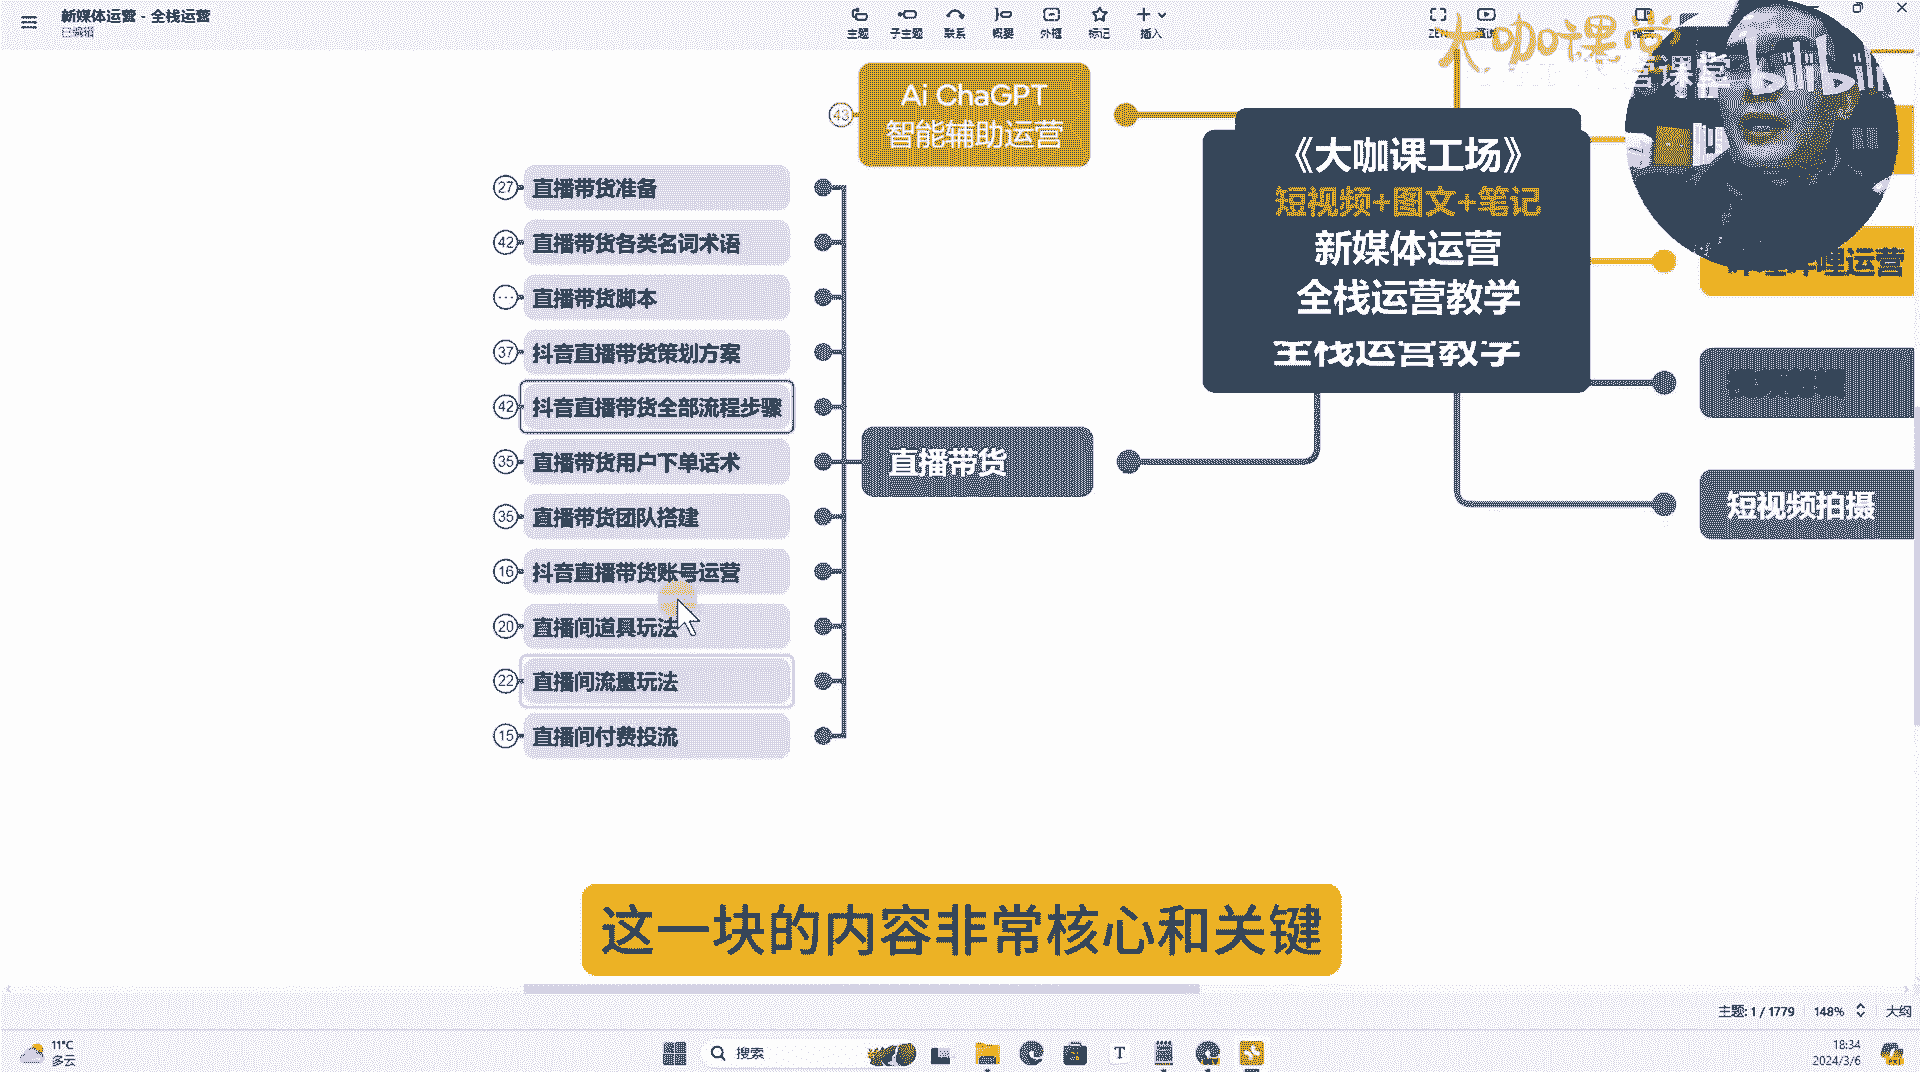 新媒体运营 - 全栈运营
已编辑
主题
子主题
联系
概要
外框
标记
插入
ZEN
大咖课堂
营课堂 bilibili
Ai ChaGPT
智能辅助运营
43
27
直播带货准备
42
直播带货各类名词术语
直播带货脚本
37
抖音直播带货策划方案
42
抖音直播带货全部流程步骤
35
直播带货用户下单话术
35
直播带货团队搭建
16
抖音直播带货账号运营
20
直播间道具玩法
22
直播间流量玩法
15
直播间付费投流
直播带货
《大咖课工场》
短视频+图文+笔记
新媒体运营
全栈运营教学
全栈运营教学
哔哩哔哩运营
短视频拍摄
这一块的内容非常核心和关键
主题: 1 / 1779
148%
大纲
11°C
多云
搜索
18:34
2024/3/6